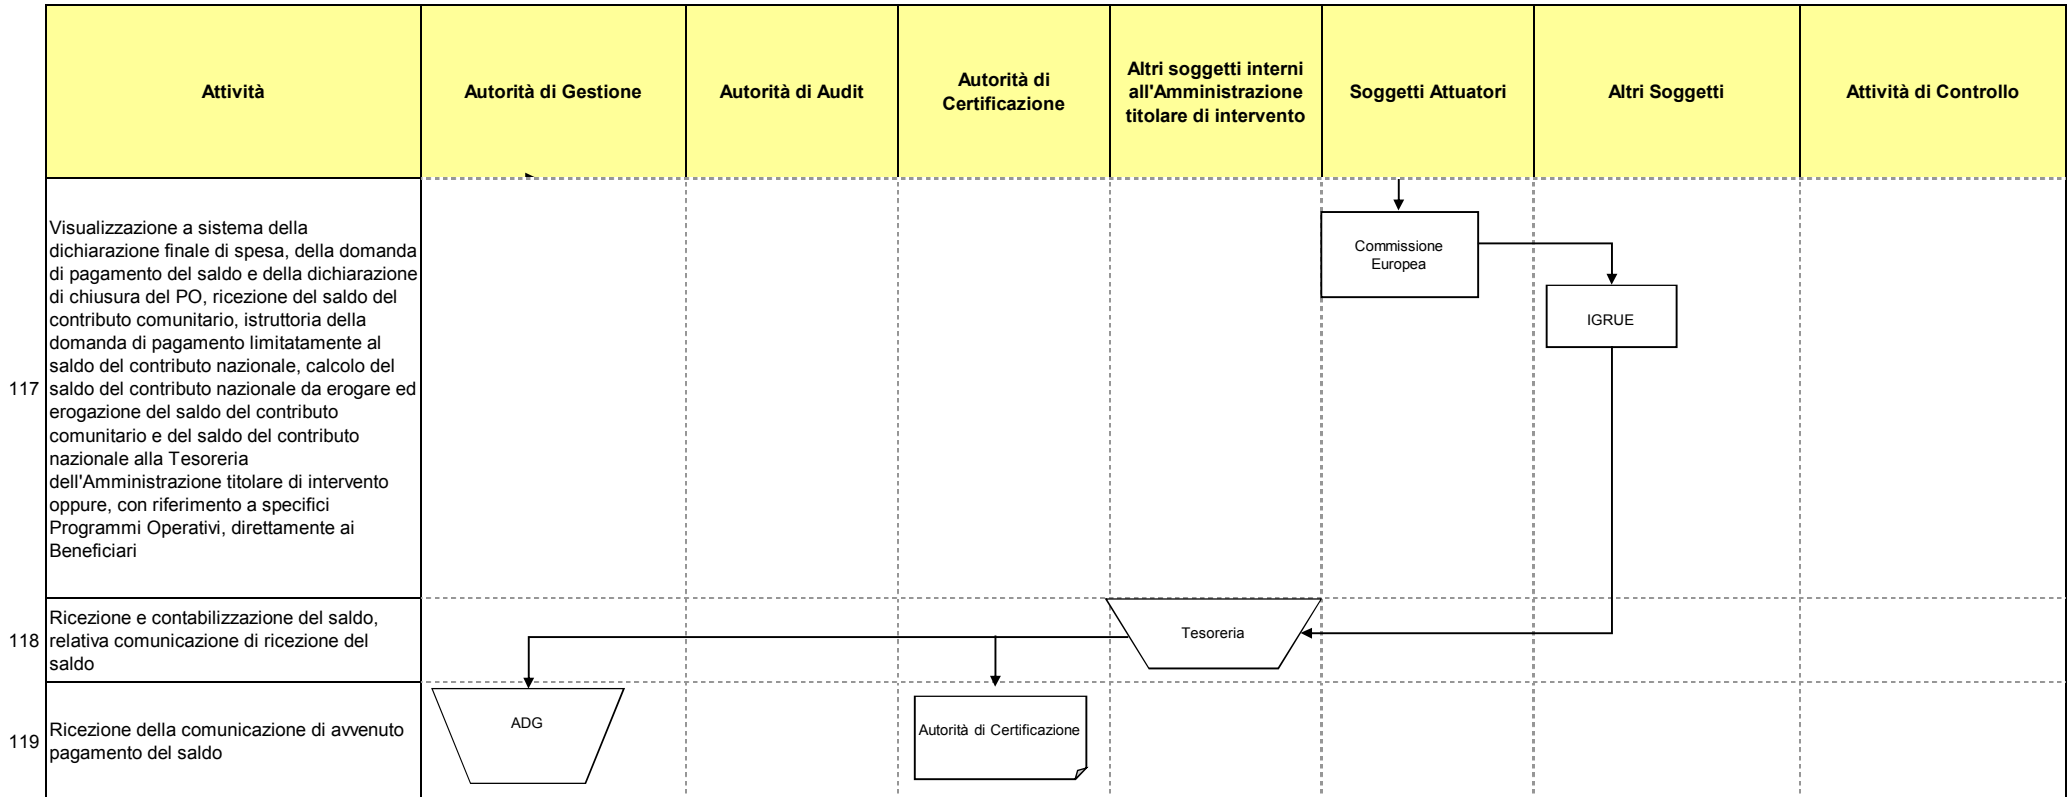 Attività
Autorità di Gestione
Autorità di Audit
Autorità di
Certificazione
Altri soggetti interni
all'Amministrazione
titolare di intervento
Soggetti Attuatori
Altri Soggetti
Attività di Controllo
117
Visualizzazione a sistema della
dichiarazione finale di spesa, della domanda
di pagamento del saldo e della dichiarazione
di chiusura del PO, ricezione del saldo del
contributo comunitario, istruttoria della
domanda di pagamento limitatamente al
saldo del contributo nazionale, calcolo del
saldo del contributo nazionale da erogare ed
erogazione del saldo del contributo
comunitario e del saldo del contributo
nazionale alla Tesoreria
dell'Amministrazione titolare di intervento
oppure, con riferimento a specifici
Programmi Operativi, direttamente ai
Beneficiari
Commissione
Europea
IGRUE
118
Ricezione e contabilizzazione del saldo,
relativa comunicazione di ricezione del
saldo
Tesoreria
119
Ricezione della comunicazione di avvenuto
pagamento del saldo
ADG
Autorità di Certificazione